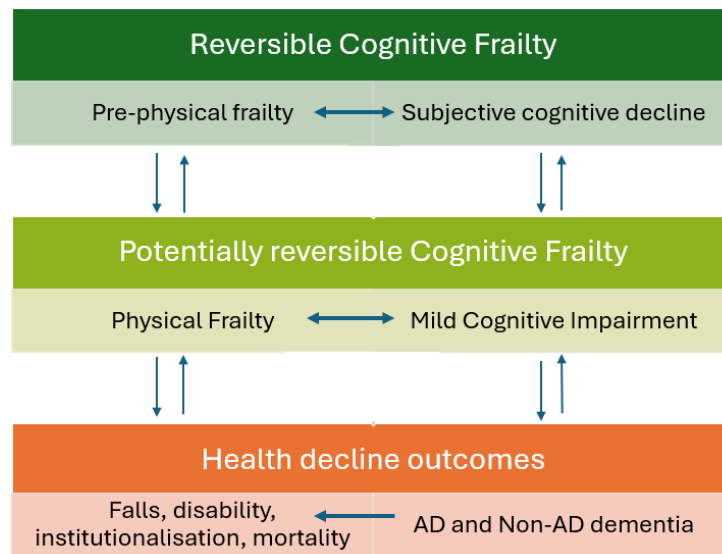 Reversible Cognitive Frailty
Pre-physical frailty
Subjective cognitive decline
Potentially reversible Cognitive Frailty
Physical Frailty
Mild Cognitive Impairment
Health decline outcomes
Falls, disability,
institutionalisation, mortality
AD and Non-AD dementia